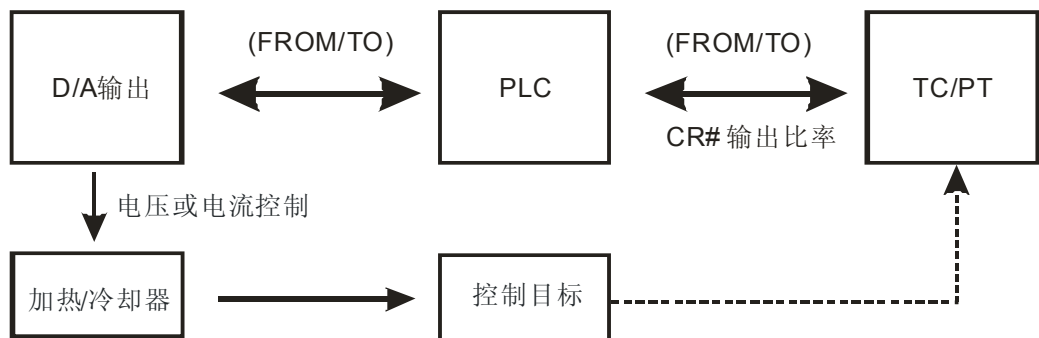 (FROM/TO)
(FROM/TO)
D/A输出
PLC
TC/PT
CR# 输出比率
电压或电流控制
加热/冷却器
控制目标